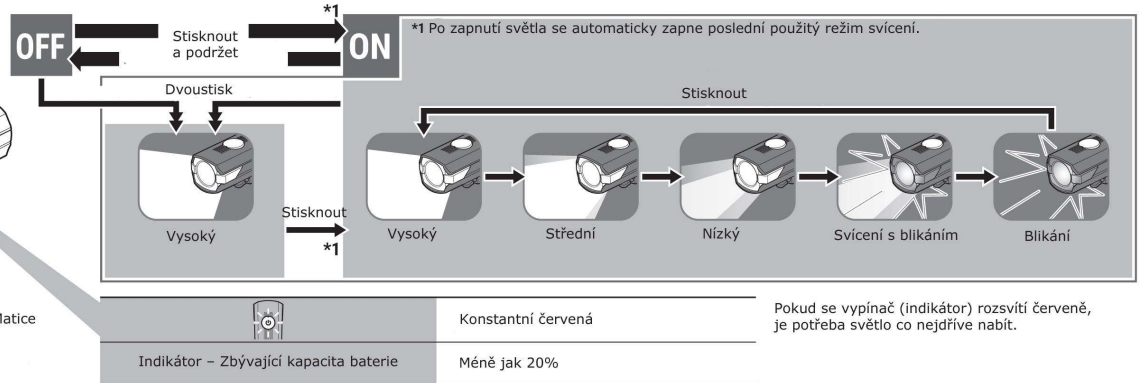 *1
*1 Po zapnutí světla se automaticky zapne poslední použitý režim svícení.
OFF
Stisknout
a podržet
ON
Dvoustisk
Stisknout
Vysoký
Stisknout
*1
Vysoký
Střední
Nízký
Svícení s blikáním
Blikání
Konstantní červená
Pokud se vypínač (indikátor) rozsvítí červeně,
je potřeba světlo co nejdříve nabít.
Indikátor – Zbývající kapacita baterie
Méně jak 20%